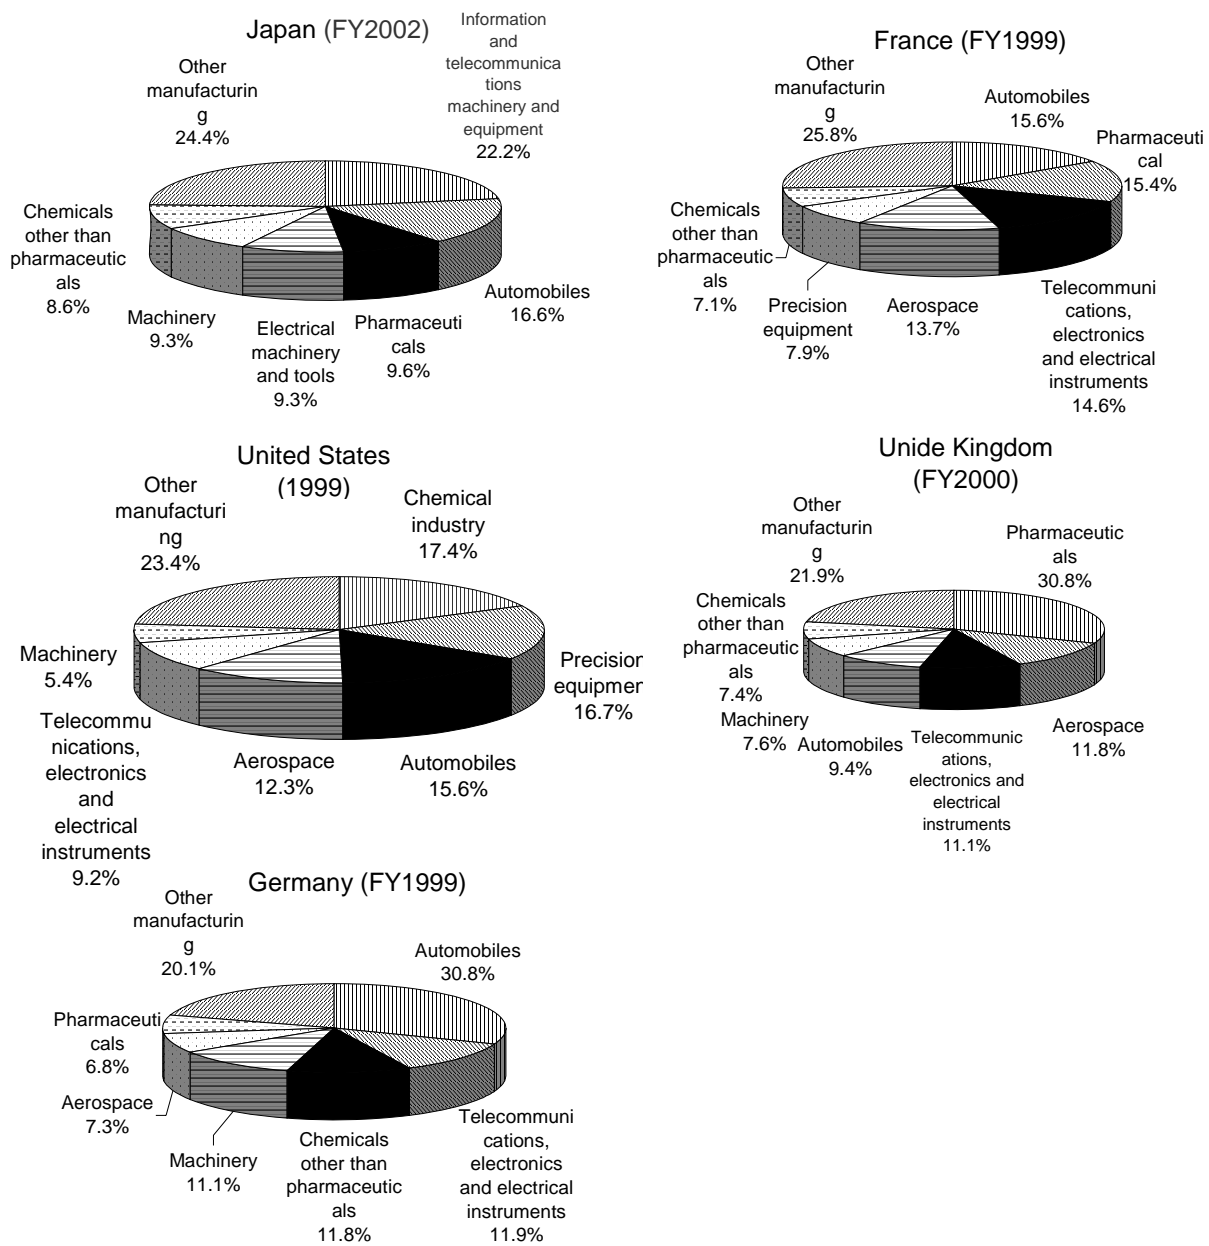 Japan (FY2002)
Information
and
telecommunica
tions
machinery and
equipment
22.2%
Other
manufacturin
g
24.4%
Chemicals
other than
pharmaceutic
als
8.6%
Machinery
9.3%
Electrical
machinery
and tools
9.3%
Pharmaceuti
cals
9.6%
Automobiles
16.6%
France (FY1999)
Other
manufacturin
g
25.8%
Automobiles
15.6%
Pharmaceuti
cal
15.4%
Chemicals
other than
pharmaceutic
als
7.1%
Precision
equipment
7.9%
Aerospace
13.7%
Telecommuni
cations,
electronics
and electrical
instruments
14.6%
United States
(1999)
Other
manufacturi
ng
23.4%
Chemical
industry
17.4%
Machinery
5.4%
Precision
equipmer
16.7%
Telecommu
nications,
electronics
and
electrical
instruments
9.2%
Aerospace
12.3%
Automobiles
15.6%
Unide Kingdom
(FY2000)
Other
manufacturin
g
21.9%
Pharmaceutic
als
30.8%
Chemicals
other than
pharmaceutic
als
7.4%
Machinery
7.6%
Automobiles
9.4%
Telecommunic
ations,
electronics and
electrical
instruments
11.1%
Aerospace
11.8%
Germany (FY1999)
Other
manufacturin
g
20.1%
Automobiles
30.8%
Pharmaceuti
cals
6.8%
Aerospace
7.3%
Machinery
11.1%
Chemicals
other than
pharmaceutic
als
11.8%
Telecommuni
cations,
electronics
and electrical
instruments
11.9%